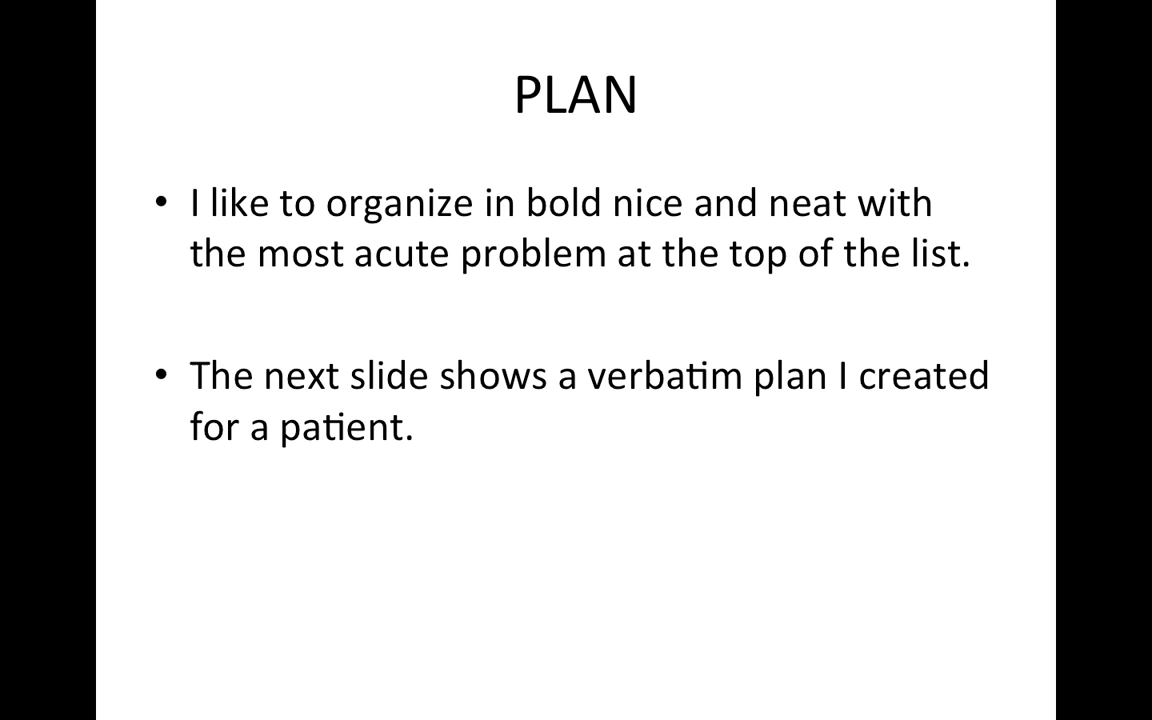 PLAN
• I like to organize in bold nice and neat with
the most acute problem at the top of the list.
• The next slide shows a verbatim plan I created
for a patient.